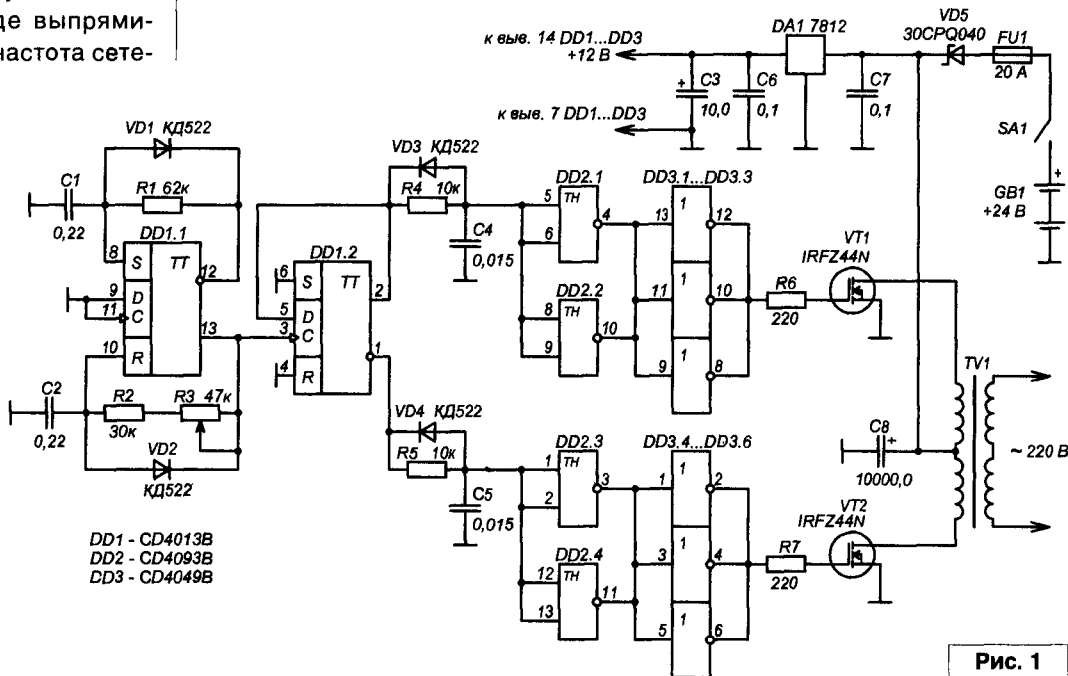 де выпрями-
частота сете-
к выв. 14 DD1...DD3
+12 В
DA1 7812
VD5
30CPQ040
FU1
20 А
+
C3
10,0
C6
0,1
C7
0,1
к выв. 7 DD1...DD3
SA1
+
GB1
+24 В
VD1 КД522
C1
0,22
R1 62к
DD1.1
8 S TT 12
9 D
11 C 13
10 R
C2
0,22
R2
30к
R3 47к
VD2
КД522
VD3 КД522
R4 10к
C4
0,015
DD1.2
6 S TT 2
5 D
3 C 1
4 R
VD4 КД522
R5 10к
C5
0,015
DD2.1
5 TH 4
6
DD2.2
8 TH 10
9
DD3.1...DD3.3
13 1 12
11 1 10
9 1 8
R6
220
VT1
IRFZ44N
DD2.3
1 TH 3
2
DD2.4
12 TH 11
13
DD3.4...DD3.6
1 1 2
3 1 4
5 1 6
R7
220
VT2
IRFZ44N
TV1
C8 +
10000,0
~ 220 В
DD1 - CD4013B
DD2 - CD4093B
DD3 - CD4049B
Рис. 1